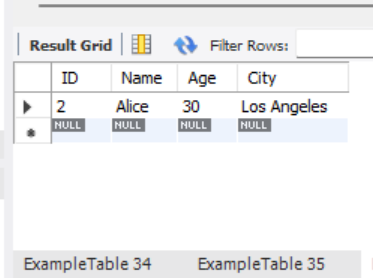 Result Grid Filter Rows:
ID Name Age City
2 Alice 30 Los Angeles
NULL NULL NULL NULL
ExampleTable 34 ExampleTable 35